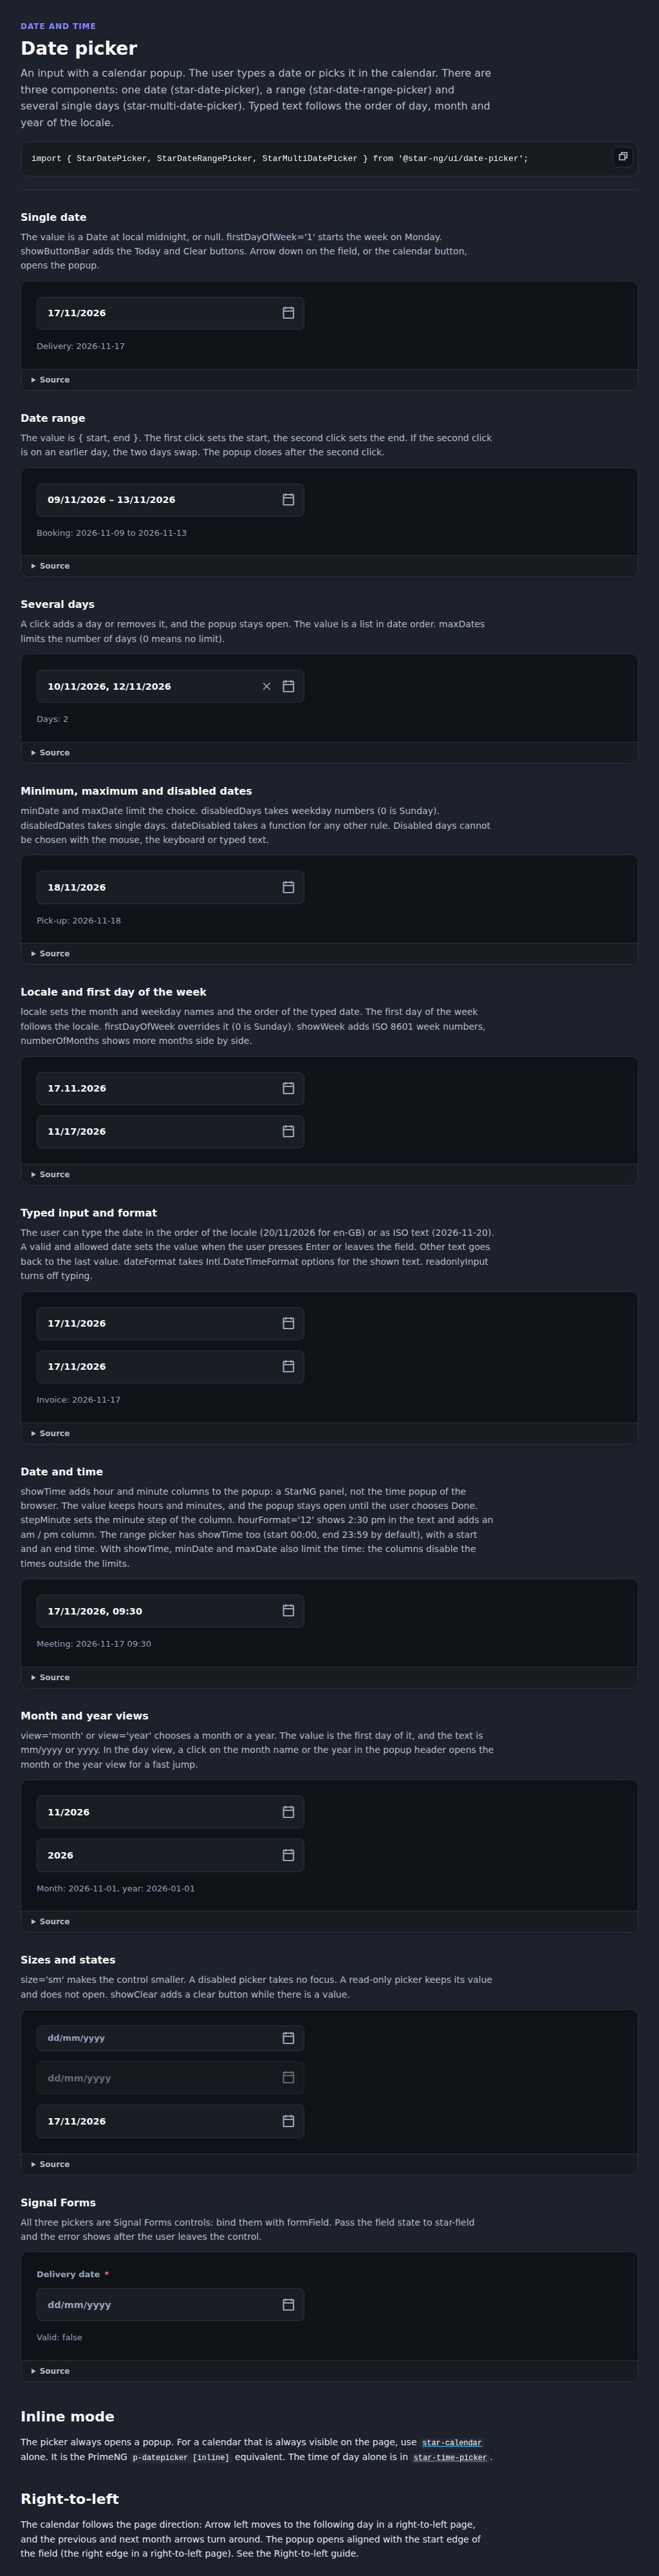 DATE AND TIME
Date picker
An input with a calendar popup. The user types a date or picks it in the calendar. There are
three components: one date (star-date-picker), a range (star-date-range-picker) and
several single days (star-multi-date-picker). Typed text follows the order of day, month and
year of the locale.
import { StarDatePicker, StarDateRangePicker, StarMultiDatePicker } from '@star-ng/ui/date-picker';
Single date
The value is a Date at local midnight, or null. firstDayOfWeek='1' starts the week on Monday.
showButtonBar adds the Today and Clear buttons. Arrow down on the field, or the calendar button,
opens the popup.
17/11/2026
Delivery: 2026-11-17
Source
Date range
The value is { start, end }. The first click sets the start, the second click sets the end. If the second click
is on an earlier day, the two days swap. The popup closes after the second click.
09/11/2026 – 13/11/2026
Booking: 2026-11-09 to 2026-11-13
Source
Several days
A click adds a day or removes it, and the popup stays open. The value is a list in date order. maxDates
limits the number of days (0 means no limit).
10/11/2026, 12/11/2026
Days: 2
Source
Minimum, maximum and disabled dates
minDate and maxDate limit the choice. disabledDays takes weekday numbers (0 is Sunday).
disabledDates takes single days. dateDisabled takes a function for any other rule. Disabled days cannot
be chosen with the mouse, the keyboard or typed text.
18/11/2026
Pick-up: 2026-11-18
Source
Locale and first day of the week
locale sets the month and weekday names and the order of the typed date. The first day of the week
follows the locale. firstDayOfWeek overrides it (0 is Sunday). showWeek adds ISO 8601 week numbers,
numberOfMonths shows more months side by side.
17.11.2026
11/17/2026
Source
Typed input and format
The user can type the date in the order of the locale (20/11/2026 for en-GB) or as ISO text (2026-11-20).
A valid and allowed date sets the value when the user presses Enter or leaves the field. Other text goes
back to the last value. dateFormat takes Intl.DateTimeFormat options for the shown text. readonlyInput
turns off typing.
17/11/2026
17/11/2026
Invoice: 2026-11-17
Source
Date and time
showTime adds hour and minute columns to the popup: a StarNG panel, not the time popup of the
browser. The value keeps hours and minutes, and the popup stays open until the user chooses Done.
stepMinute sets the minute step of the column. hourFormat='12' shows 2:30 pm in the text and adds an
am / pm column. The range picker has showTime too (start 00:00, end 23:59 by default), with a start
and an end time. With showTime, minDate and maxDate also limit the time: the columns disable the
times outside the limits.
17/11/2026, 09:30
Meeting: 2026-11-17 09:30
Source
Month and year views
view='month' or view='year' chooses a month or a year. The value is the first day of it, and the text is
mm/yyyy or yyyy. In the day view, a click on the month name or the year in the popup header opens the
month or the year view for a fast jump.
11/2026
2026
Month: 2026-11-01, year: 2026-01-01
Source
Sizes and states
size='sm' makes the control smaller. A disabled picker takes no focus. A read-only picker keeps its value
and does not open. showClear adds a clear button while there is a value.
dd/mm/yyyy
dd/mm/yyyy
17/11/2026
Source
Signal Forms
All three pickers are Signal Forms controls: bind them with formField. Pass the field state to star-field
and the error shows after the user leaves the control.
Delivery date *
dd/mm/yyyy
Valid: false
Source
Inline mode
The picker always opens a popup. For a calendar that is always visible on the page, use star-calendar
alone. It is the PrimeNG p-datepicker [inline] equivalent. The time of day alone is in star-time-picker.
Right-to-left
The calendar follows the page direction: Arrow left moves to the following day in a right-to-left page,
and the previous and next month arrows turn around. The popup opens aligned with the start edge of
the field (the right edge in a right-to-left page). See the Right-to-left guide.